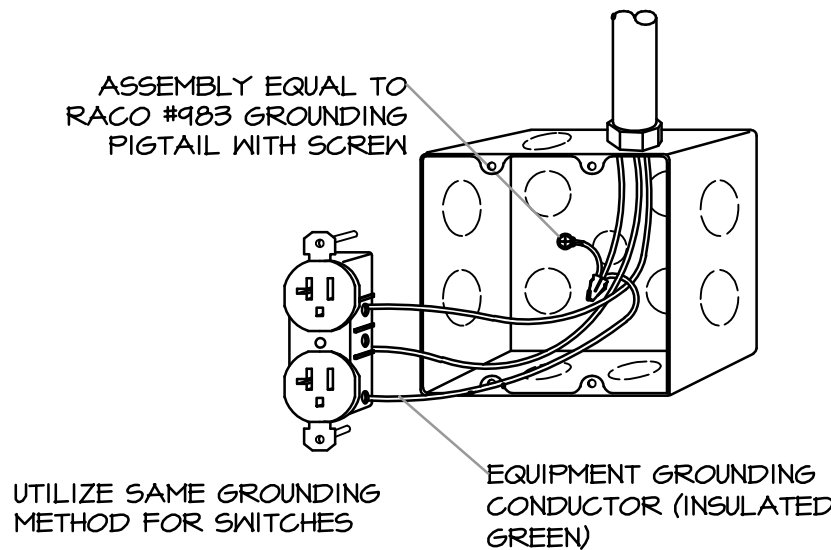 ASSEMBLY EQUAL TO
RACO #983 GROUNDING
PIGTAIL WITH SCREW
UTILIZE SAME GROUNDING
METHOD FOR SWITCHES
EQUIPMENT GROUNDING
CONDUCTOR (INSULATED
GREEN)